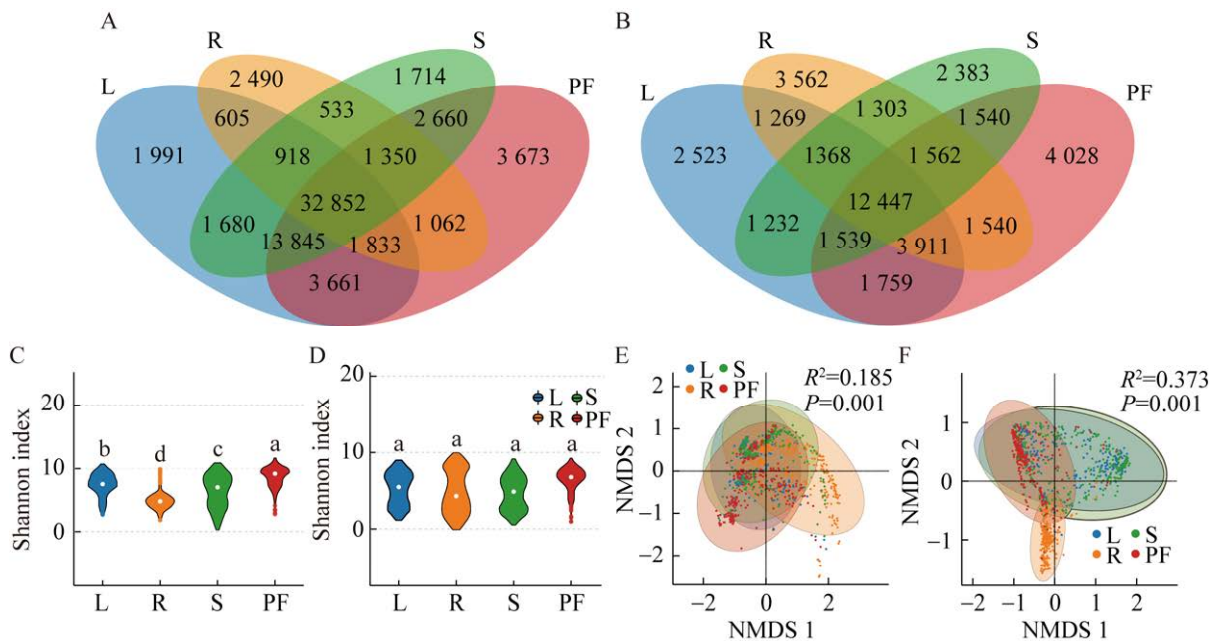 A
B
R
S
R
S
L
PF
L
PF
2 490
1 714
3 562
2 383
605
533
2 660
1 269
1 303
1 540
1 991
918
1 350
3 673
2 523
1368
1 562
4 028
32 852
12 447
1 680
1 062
1 232
1 540
13 845
1 833
1 539
3 911
3 661
1 759
C
D
E
F
Shannon index
20
10
0
b
d
c
a
L
R
S
PF
Shannon index
20
10
0
L
S
R
PF
a
a
a
a
L
R
S
PF
L
S
R
PF
R²=0.185
P=0.001
NMDS 2
2
1
0
−1
−2
−2
0
2
NMDS 1
R²=0.373
P=0.001
NMDS 2
1
0
−1
L
S
R
PF
−2
−1
0
1
2
NMDS 1